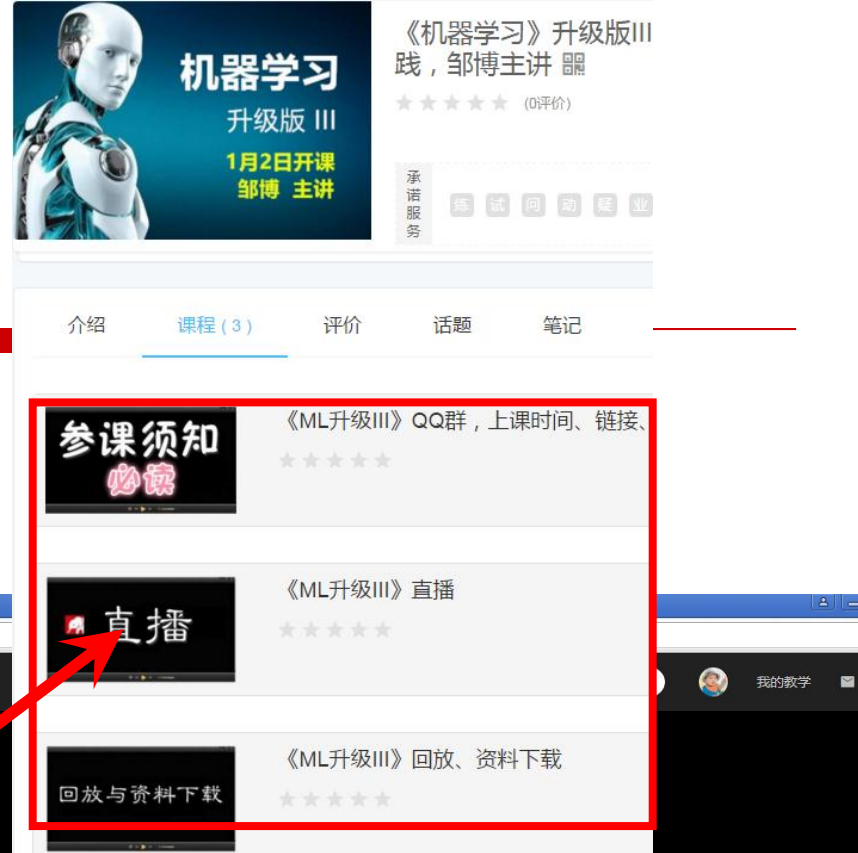 机器学习
升级版 III
1月2日开课
邹博 主讲
《机器学习》升级版III
践，邹博主讲
(0评价)
承诺服务
练 试 问 动 疑 业
介绍 课程(3) 评价 话题 笔记
参课须知
必读
《ML升级III》QQ群，上课时间、链接、
直播
《ML升级III》直播
我的教学
回放与资料下载
《ML升级III》回放、资料下载